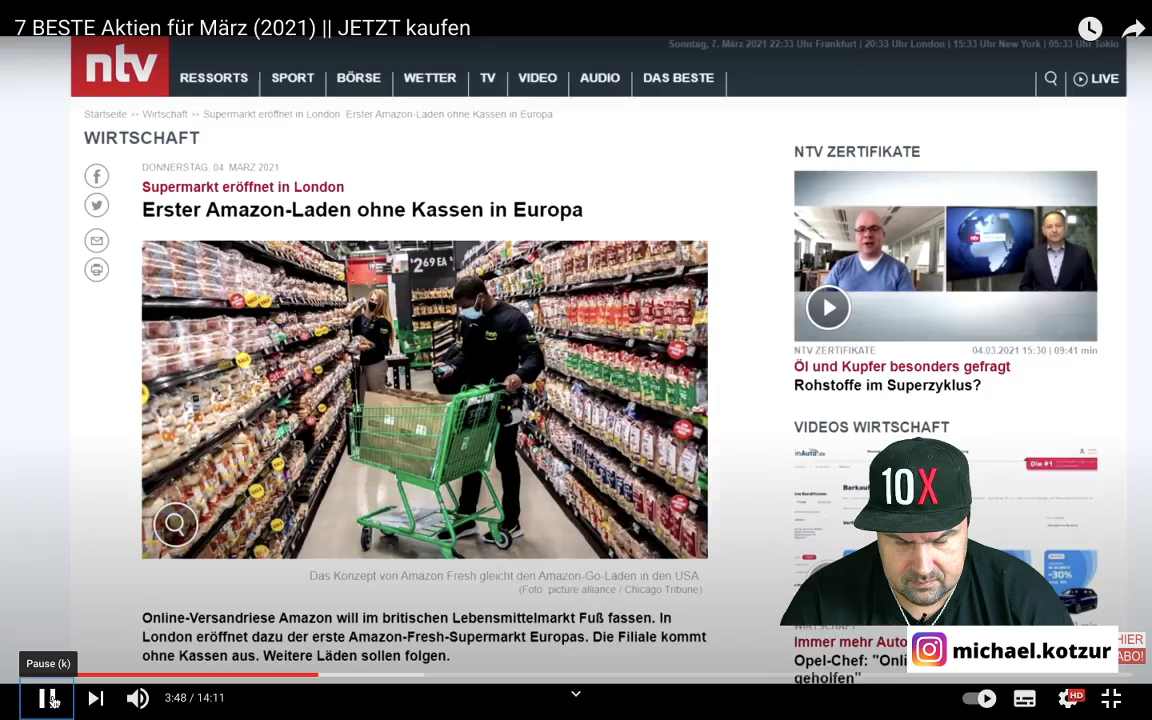 7 BESTE Aktien für März (2021) || JETZT kaufen
Sonntag, 7. März 2021 22:33 Uhr Frankfurt | 20:33 Uhr London | 15:33 Uhr New York | 05:33 Uhr Tokio
ntv
RESSORTS SPORT BÖRSE WETTER TV VIDEO AUDIO DAS BESTE LIVE
Startseite >> Wirtschaft >> Supermarkt eröffnet in London Erster Amazon-Laden ohne Kassen in Europa
WIRTSCHAFT
DONNERSTAG, 04 MÄRZ 2021
Supermarkt eröffnet in London
Erster Amazon-Laden ohne Kassen in Europa
$2.69 EA
Das Konzept von Amazon Fresh gleicht den Amazon-Go-Läden in den USA.
(Foto: picture alliance / Chicago Tribune)
Online-Versandriese Amazon will im britischen Lebensmittelmarkt Fuß fassen. In
London eröffnet dazu der erste Amazon-Fresh-Supermarkt Europas. Die Filiale kommt
ohne Kassen aus. Weitere Läden sollen folgen.
NTV ZERTIFIKATE
NTV ZERTIFIKATE 04.03.2021 15:30 | 09:41 min
Öl und Kupfer besonders gefragt
Rohstoffe im Superzyklus?
VIDEOS WIRTSCHAFT
inAuto.de
Die #1
-30%
10X
WIRTSCHAFT
Immer mehr Auto
Opel-Chef: "Onli
geholfen"
michael.kotzur
HIER
ABO!
Pause (k)
3:48 / 14:11
HD